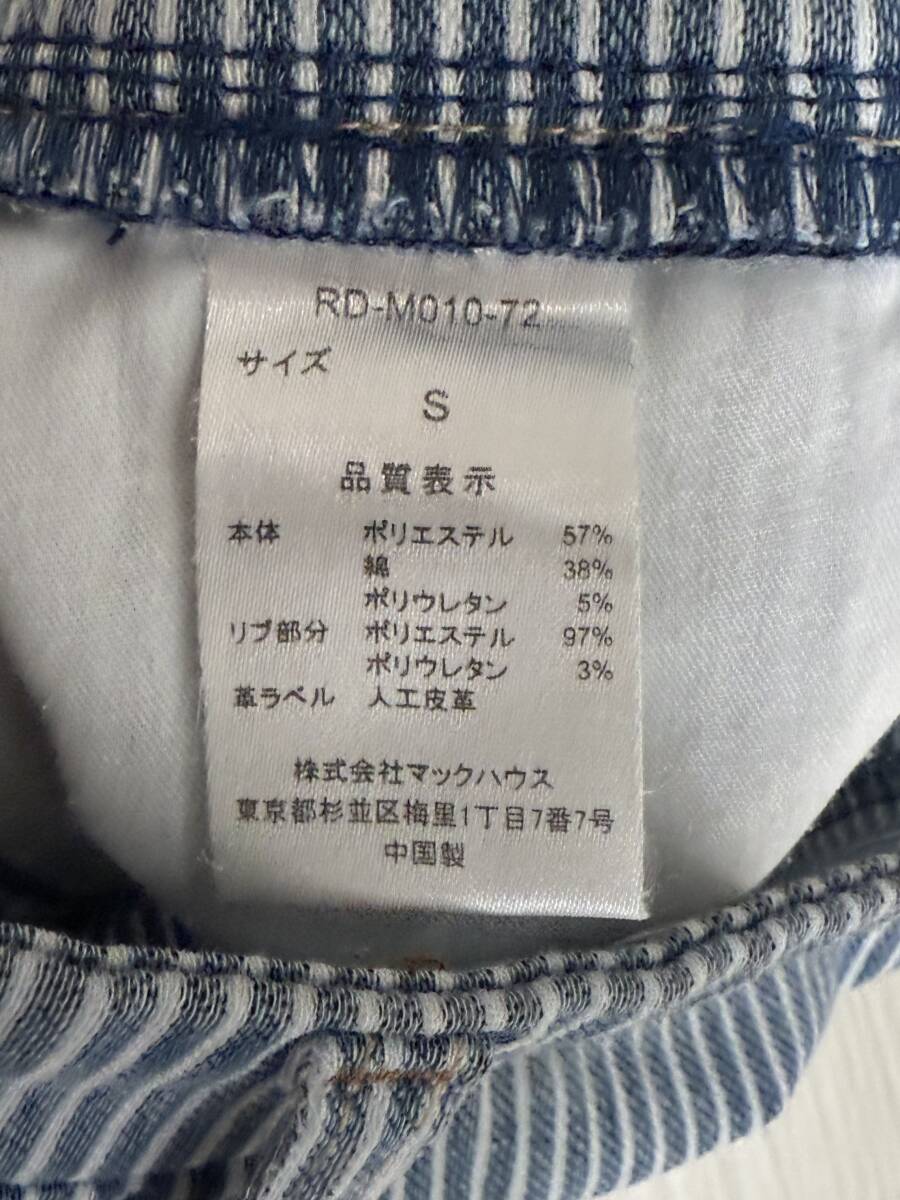 RD-M010-72
サイズ
S
品質表示
本体 ポリエステル 57%
綿 38%
ポリウレタン 5%
リブ部分 ポリエステル 97%
ポリウレタン 3%
革ラベル 人工皮革
株式会社マックハウス
東京都杉並区梅里1丁目7番7号
中国製